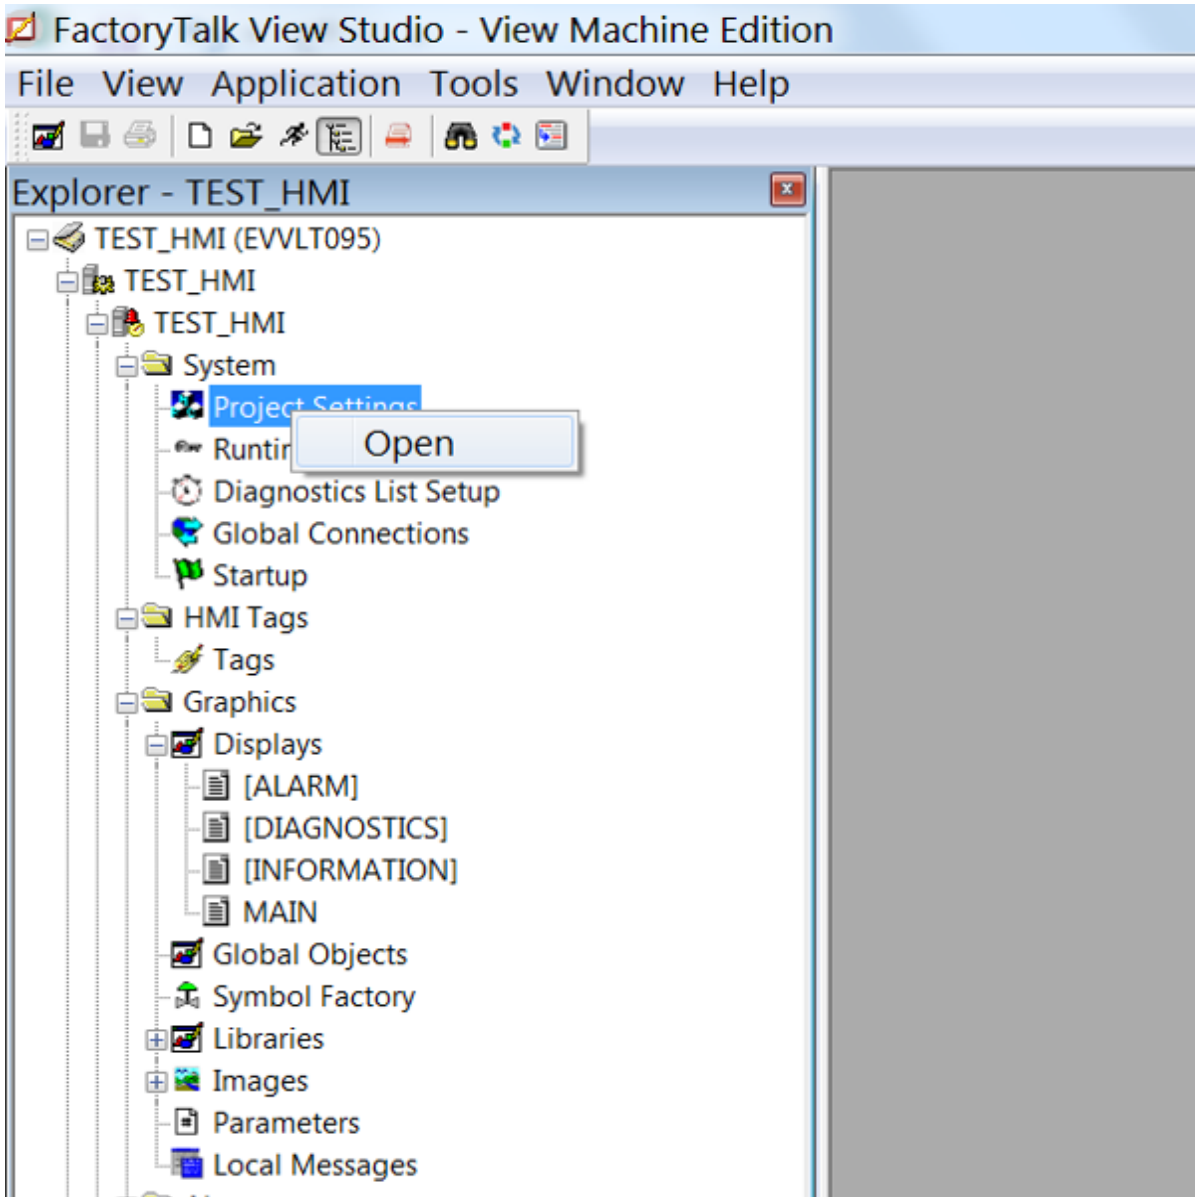 FactoryTalk View Studio - View Machine Edition
File View Application Tools Window Help
Explorer - TEST_HMI
TEST_HMI (EVVLT095)
TEST_HMI
TEST_HMI
System
Project Settings
Open
Diagnostics List Setup
Global Connections
Startup
HMI Tags
Tags
Graphics
Displays
[ALARM]
[DIAGNOSTICS]
[INFORMATION]
MAIN
Global Objects
Symbol Factory
Libraries
Images
Parameters
Local Messages